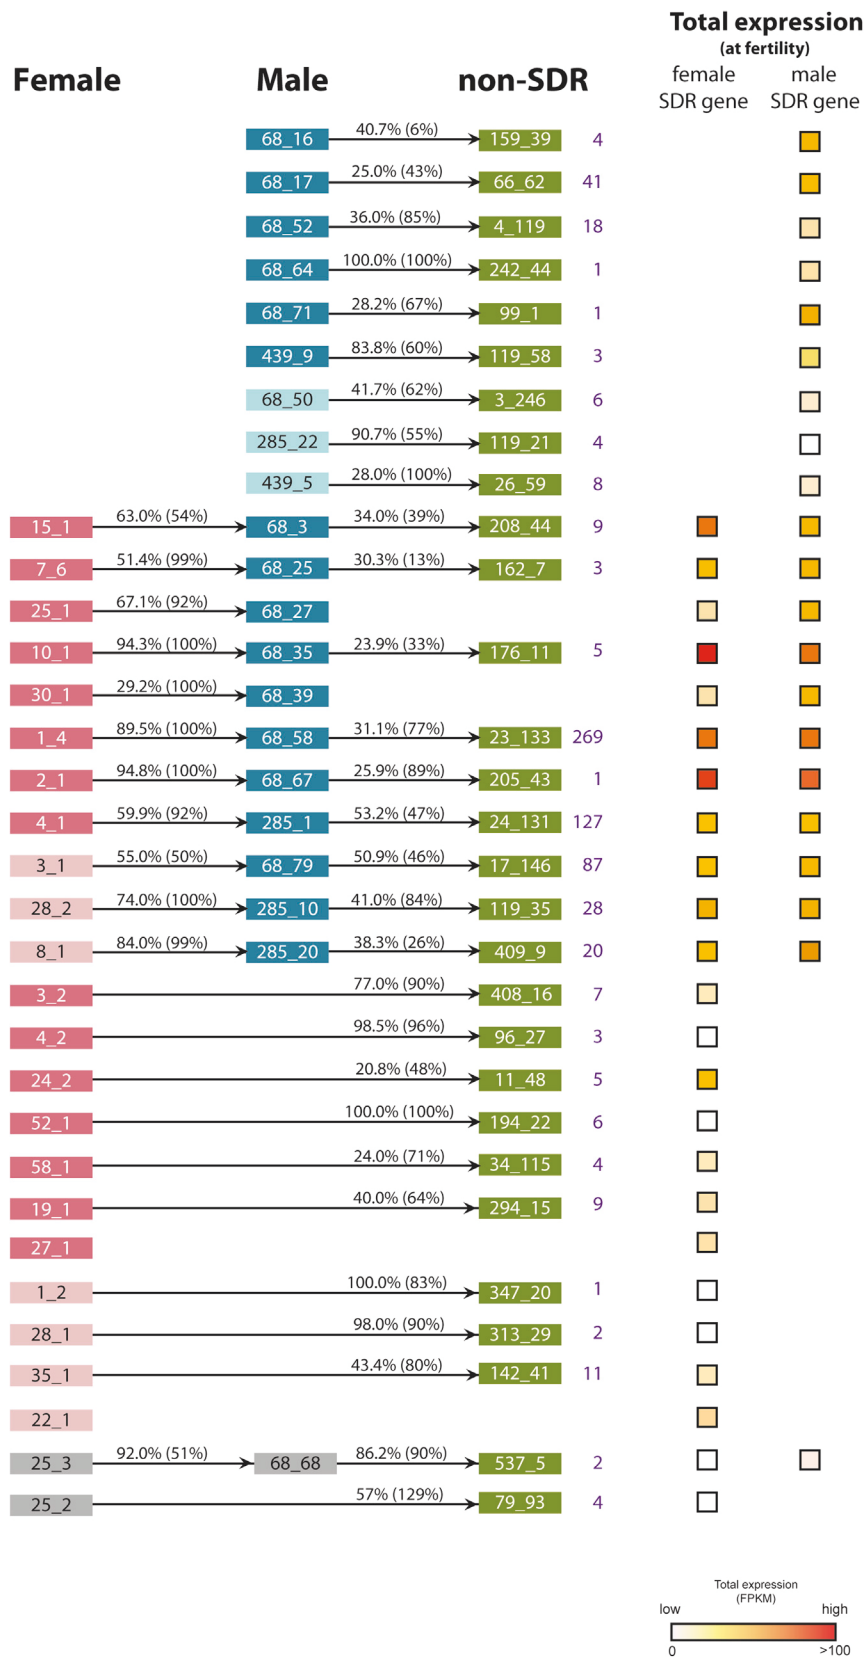 Total expression
(at fertility)
Female Male non-SDR female male
SDR gene SDR gene
68_16 40.7% (6%) 159_39 4
68_17 25.0% (43%) 66_62 41
68_52 36.0% (85%) 4_119 18
68_64 100.0% (100%) 242_44 1
68_71 28.2% (67%) 99_1 1
439_9 83.8% (60%) 119_58 3
68_50 41.7% (62%) 3_246 6
285_22 90.7% (55%) 119_21 4
439_5 28.0% (100%) 26_59 8
15_1 63.0% (54%) 68_3 34.0% (39%) 208_44 9
7_6 51.4% (99%) 68_25 30.3% (13%) 162_7 3
25_1 67.1% (92%) 68_27
10_1 94.3% (100%) 68_35 23.9% (33%) 176_11 5
30_1 29.2% (100%) 68_39
1_4 89.5% (100%) 68_58 31.1% (77%) 23_133 269
2_1 94.8% (100%) 68_67 25.9% (89%) 205_43 1
4_1 59.9% (92%) 285_1 53.2% (47%) 24_131 127
3_1 55.0% (50%) 68_79 50.9% (46%) 17_146 87
28_2 74.0% (100%) 285_10 41.0% (84%) 119_35 28
8_1 84.0% (99%) 285_20 38.3% (26%) 409_9 20
3_2 77.0% (90%) 408_16 7
4_2 98.5% (96%) 96_27 3
24_2 20.8% (48%) 11_48 5
52_1 100.0% (100%) 194_22 6
58_1 24.0% (71%) 34_115 4
19_1 40.0% (64%) 294_15 9
27_1
1_2 100.0% (83%) 347_20 1
28_1 98.0% (90%) 313_29 2
35_1 43.4% (80%) 142_41 11
22_1
25_3 92.0% (51%) 68_68 86.2% (90%) 537_5 2
25_2 57% (129%) 79_93 4
Total expression
(FPKM)
low high
0 >100